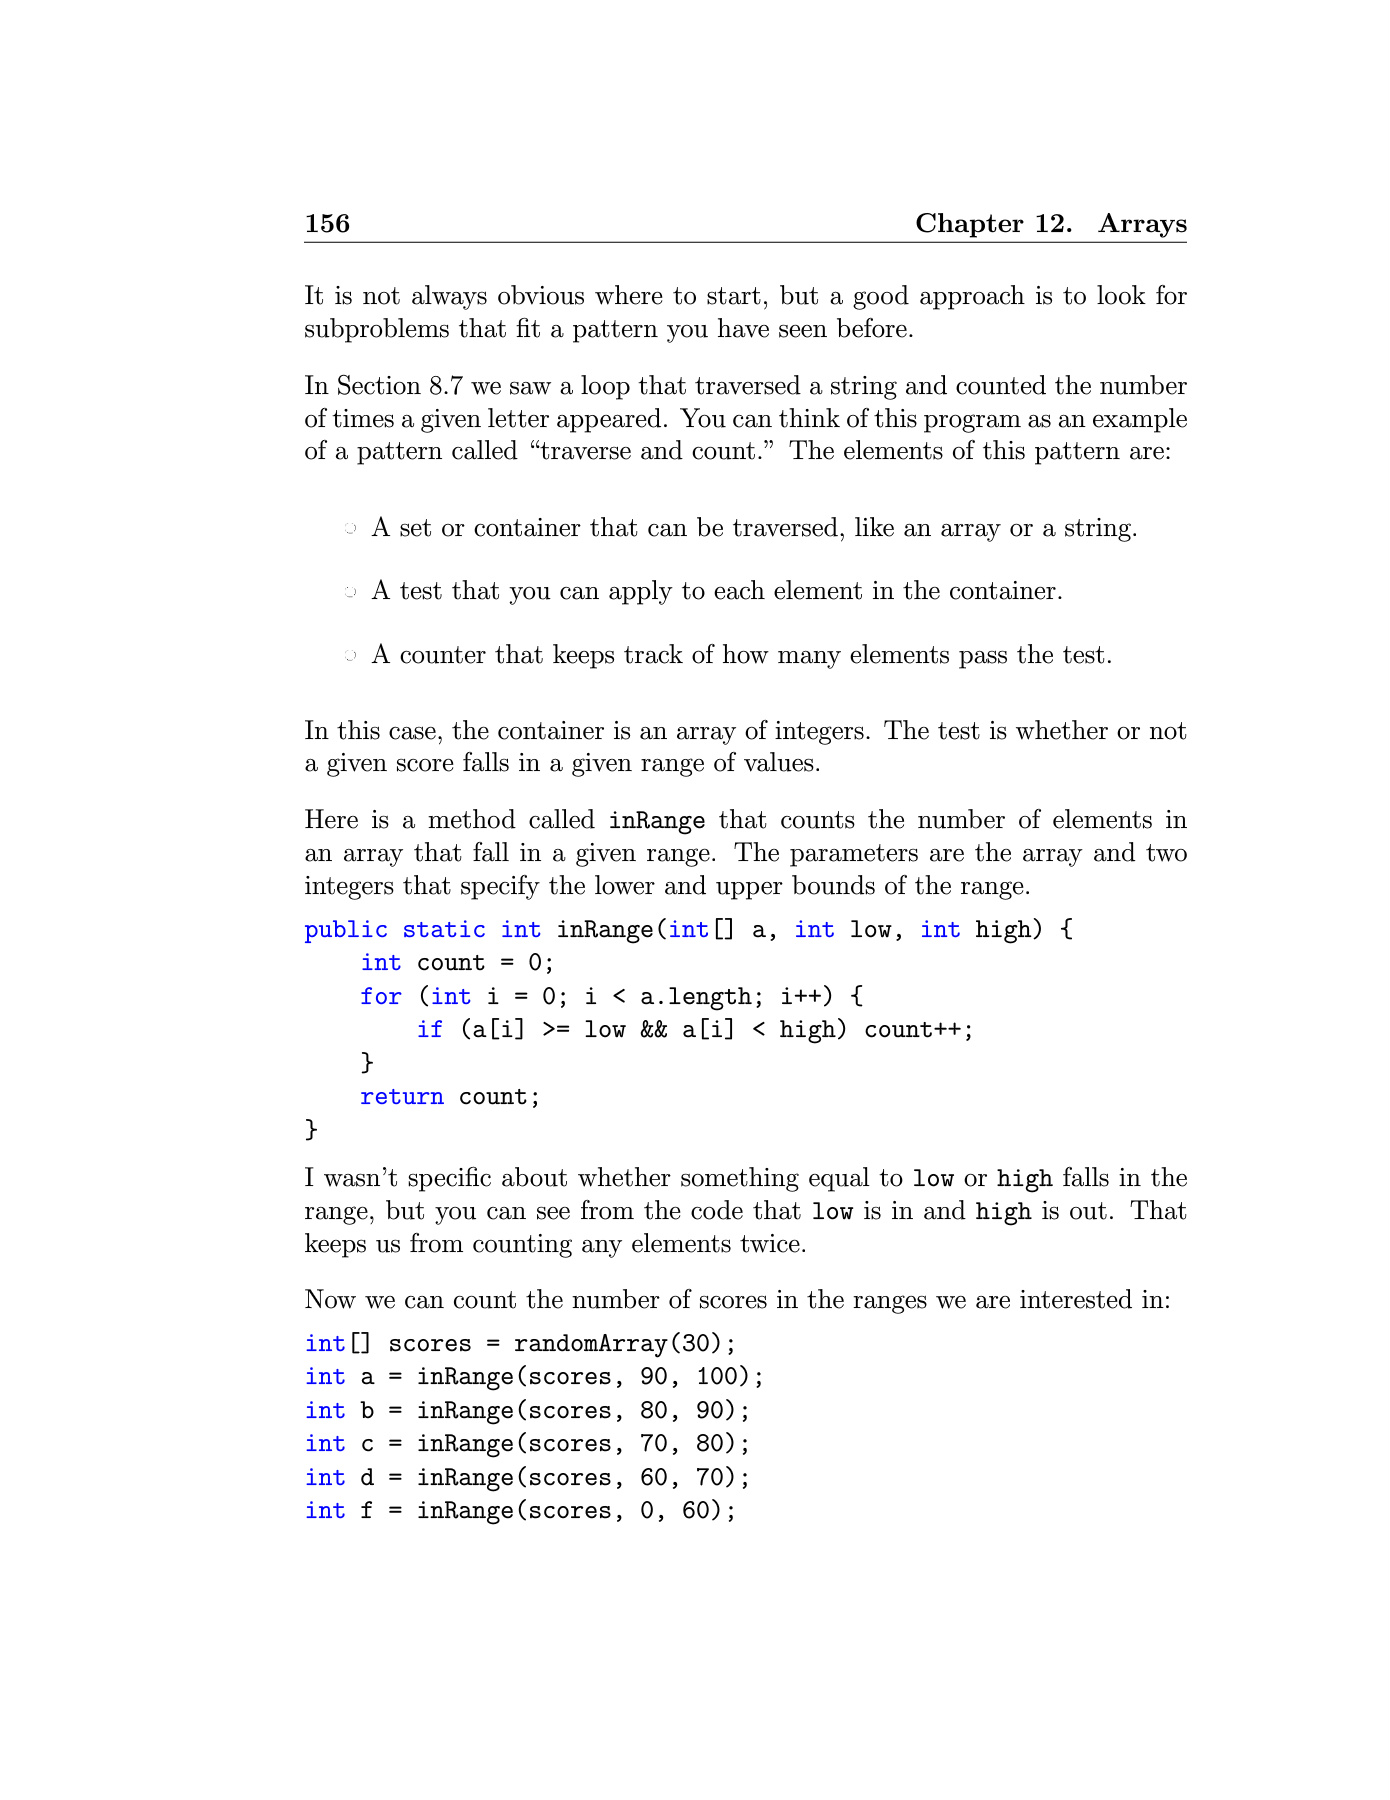 156 Chapter 12. Arrays
It is not always obvious where to start, but a good approach is to look for
subproblems that fit a pattern you have seen before.
In Section 8.7 we saw a loop that traversed a string and counted the number
of times a given letter appeared. You can think of this program as an example
of a pattern called “traverse and count.” The elements of this pattern are:
◦ A set or container that can be traversed, like an array or a string.
◦ A test that you can apply to each element in the container.
◦ A counter that keeps track of how many elements pass the test.
In this case, the container is an array of integers. The test is whether or not
a given score falls in a given range of values.
Here is a method called inRange that counts the number of elements in
an array that fall in a given range. The parameters are the array and two
integers that specify the lower and upper bounds of the range.
public static int inRange(int[] a, int low, int high) {
    int count = 0;
    for (int i = 0; i < a.length; i++) {
        if (a[i] >= low && a[i] < high) count++;
    }
    return count;
}
I wasn’t specific about whether something equal to low or high falls in the
range, but you can see from the code that low is in and high is out. That
keeps us from counting any elements twice.
Now we can count the number of scores in the ranges we are interested in:
int[] scores = randomArray(30);
int a = inRange(scores, 90, 100);
int b = inRange(scores, 80, 90);
int c = inRange(scores, 70, 80);
int d = inRange(scores, 60, 70);
int f = inRange(scores, 0, 60);